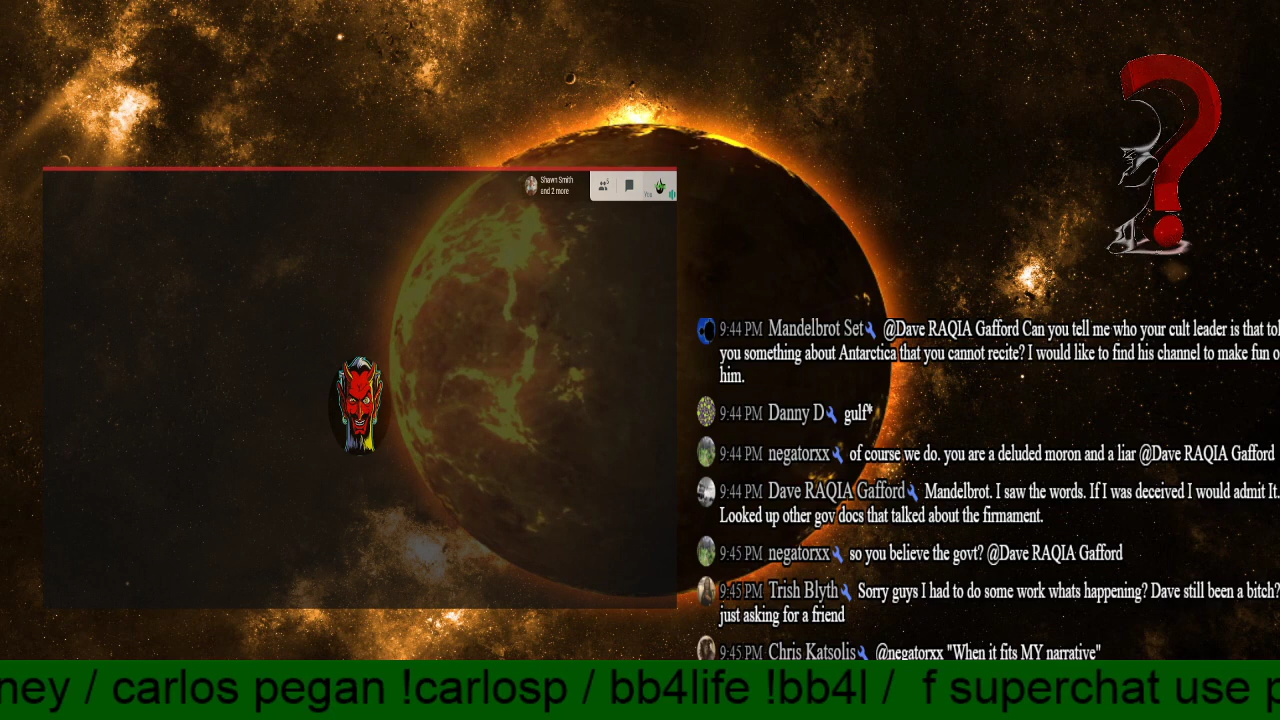 Shawn Smith
and 2 more
You
9:44 PM Mandelbrot Set @Dave RAQIA Gafford Can you tell me who your cult leader is that tol
you something about Antarctica that you cannot recite? I would like to find his channel to make fun o
him.
9:44 PM Danny D gulf*
9:44 PM negatorxx of course we do. you are a deluded moron and a liar @Dave RAQIA Gafford
9:44 PM Dave RAQIA Gafford Mandelbrot. I saw the words. If I was deceived I would admit It.
Looked up other gov docs that talked about the firmament.
9:45 PM negatorxx so you believe the govt? @Dave RAQIA Gafford
9:45 PM Trish Blyth Sorry guys I had to do some work whats happening? Dave still been a bitch?
just asking for a friend
9:45 PM Chris Katsolis @negatorxx "When it fits MY narrative"
ney / carlos pegan !carlosp / bb4life !bb4l / f superchat use p